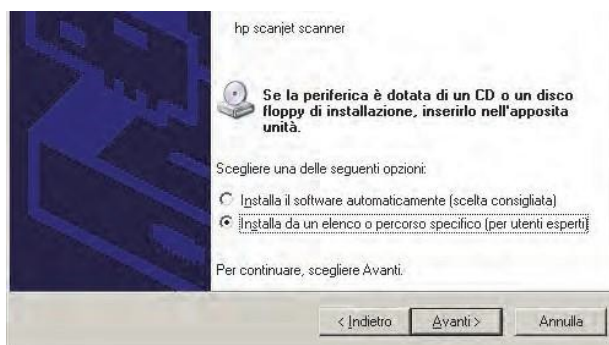 hp scanjet scanner
Se la periferica è dotata di un CD o un disco
floppy di installazione, inserirlo nell'apposita
unità.
Scegliere una delle seguenti opzioni:
Installa il software automaticamente (scelta consigliata)
Installa da un elenco o percorso specifico (per utenti esperti)
Per continuare, scegliere Avanti.
< Indietro
Avanti >
Annulla